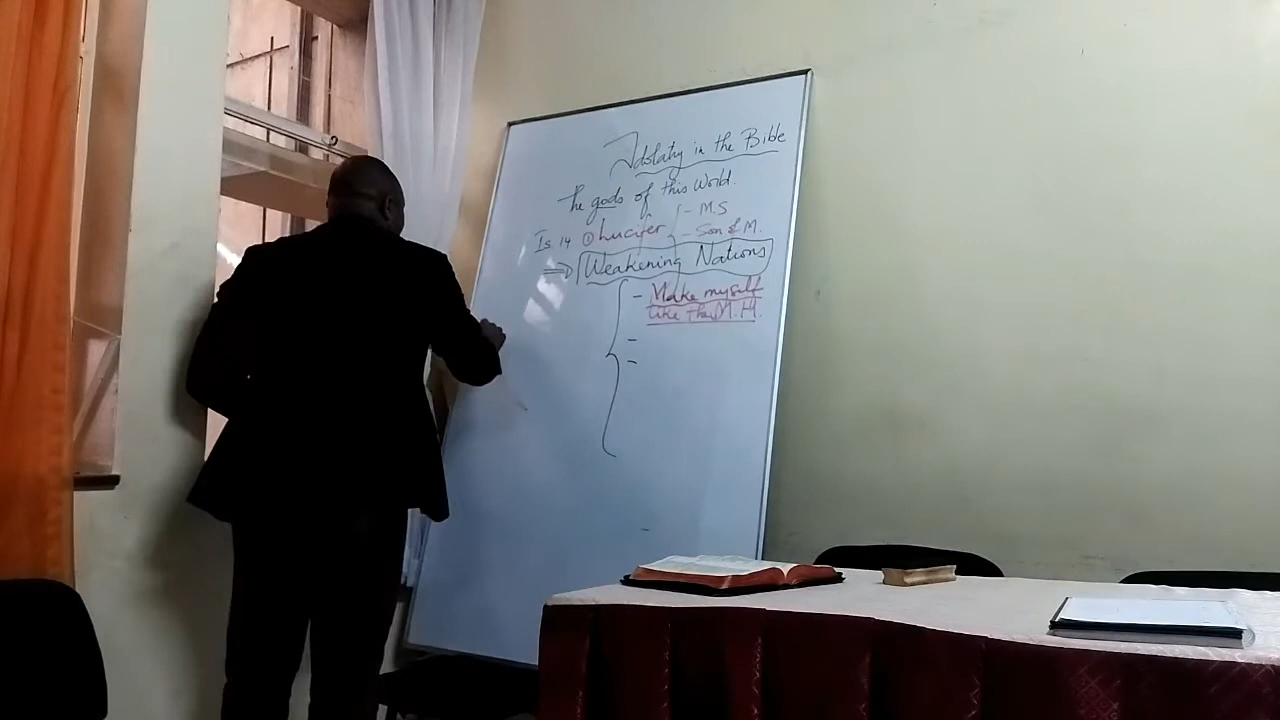 Idolatry in the Bible
The gods of this World.
Is 14 ① Lucifer { - M.S
- Son of M.
⇒ Weakening Nations
{ - Make myself
like the M.H.
-
-